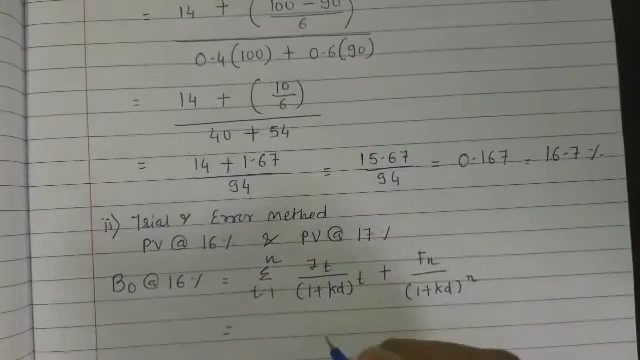 = 14 + (100 - 90 / 6) / 0.4(100) + 0.6(90)
= 14 + (10/6) / 40 + 54
= 14 + 1.67 / 94 = 15.67 / 94 = 0.167 = 16.7 %
ii) Trial & Error method
PV @ 16 % & PV @ 17 %
B0 @ 16 % = n Σ t-1 It / (1+kd)t + Fn / (1+kd)n
=